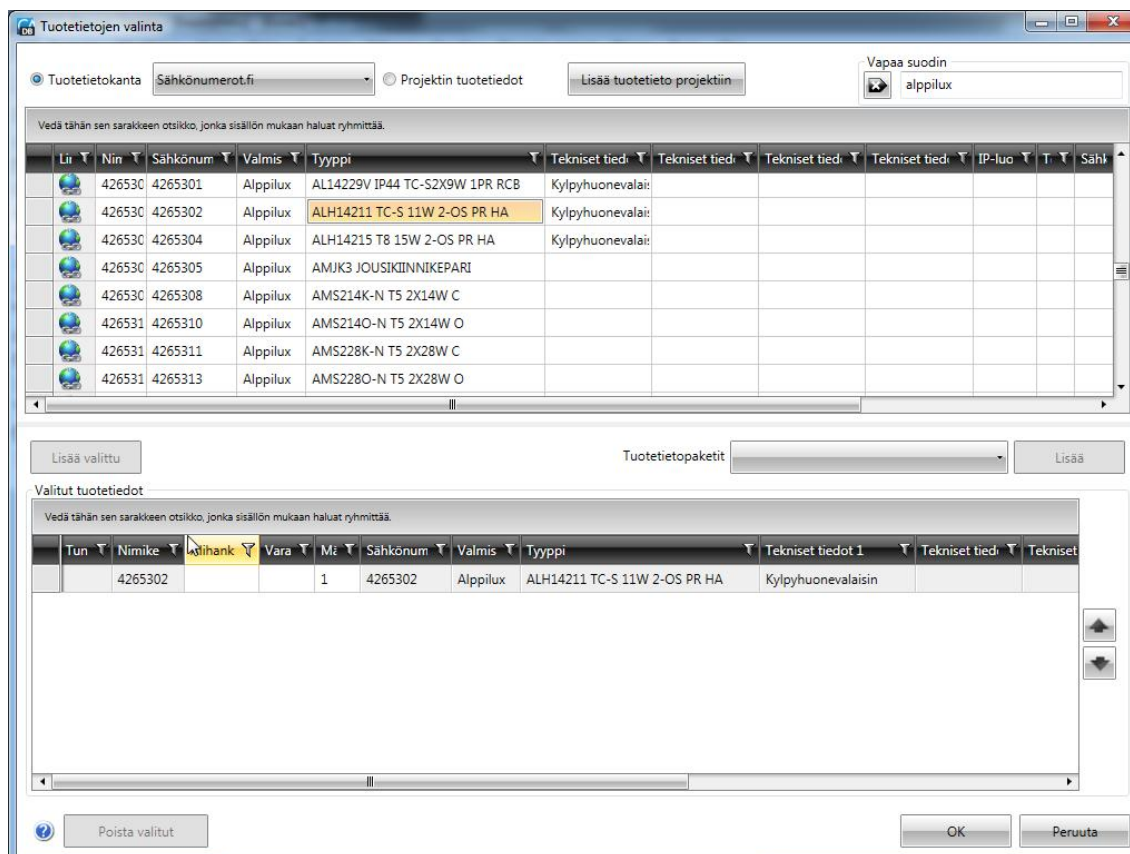 DB Tuotetietojen valinta
Tuotetietokanta Sähkönumerot.fi Projektin tuotetiedot Lisää tuotetieto projektiin Vapaa suodin
alppilux
Vedä tähän sen sarakkeen otsikko, jonka sisällön mukaan haluat ryhmittää.
Nin Sähkönum Valmis Tyyppi Tekniset tied Tekniset tied Tekniset tied Tekniset tied IP-luo T Sähk
426530 4265301 Alppilux AL14229V IP44 TC-S2X9W 1PR RCB Kylpyhuonevalais
426530 4265302 Alppilux ALH14211 TC-S 11W 2-OS PR HA Kylpyhuonevalais
426530 4265304 Alppilux ALH14215 T8 15W 2-OS PR HA Kylpyhuonevalais
426530 4265305 Alppilux AMJK3 JOUSIKIINNIKEPARI
426530 4265308 Alppilux AMS214K-N T5 2X14W C
426531 4265310 Alppilux AMS214O-N T5 2X14W O
426531 4265311 Alppilux AMS228K-N T5 2X28W C
426531 4265313 Alppilux AMS228O-N T5 2X28W O
Lisää valittu Tuotetietopaketit Lisää
Valitut tuotetiedot
Vedä tähän sen sarakkeen otsikko, jonka sisällön mukaan haluat ryhmittää.
Tun Nimike Vara Mä Sähkönum Valmis Tyyppi Tekniset tiedot 1 Tekniset tied Tekniset
4265302 1 4265302 Alppilux ALH14211 TC-S 11W 2-OS PR HA Kylpyhuonevalaisin
Poista valitut OK Peruuta